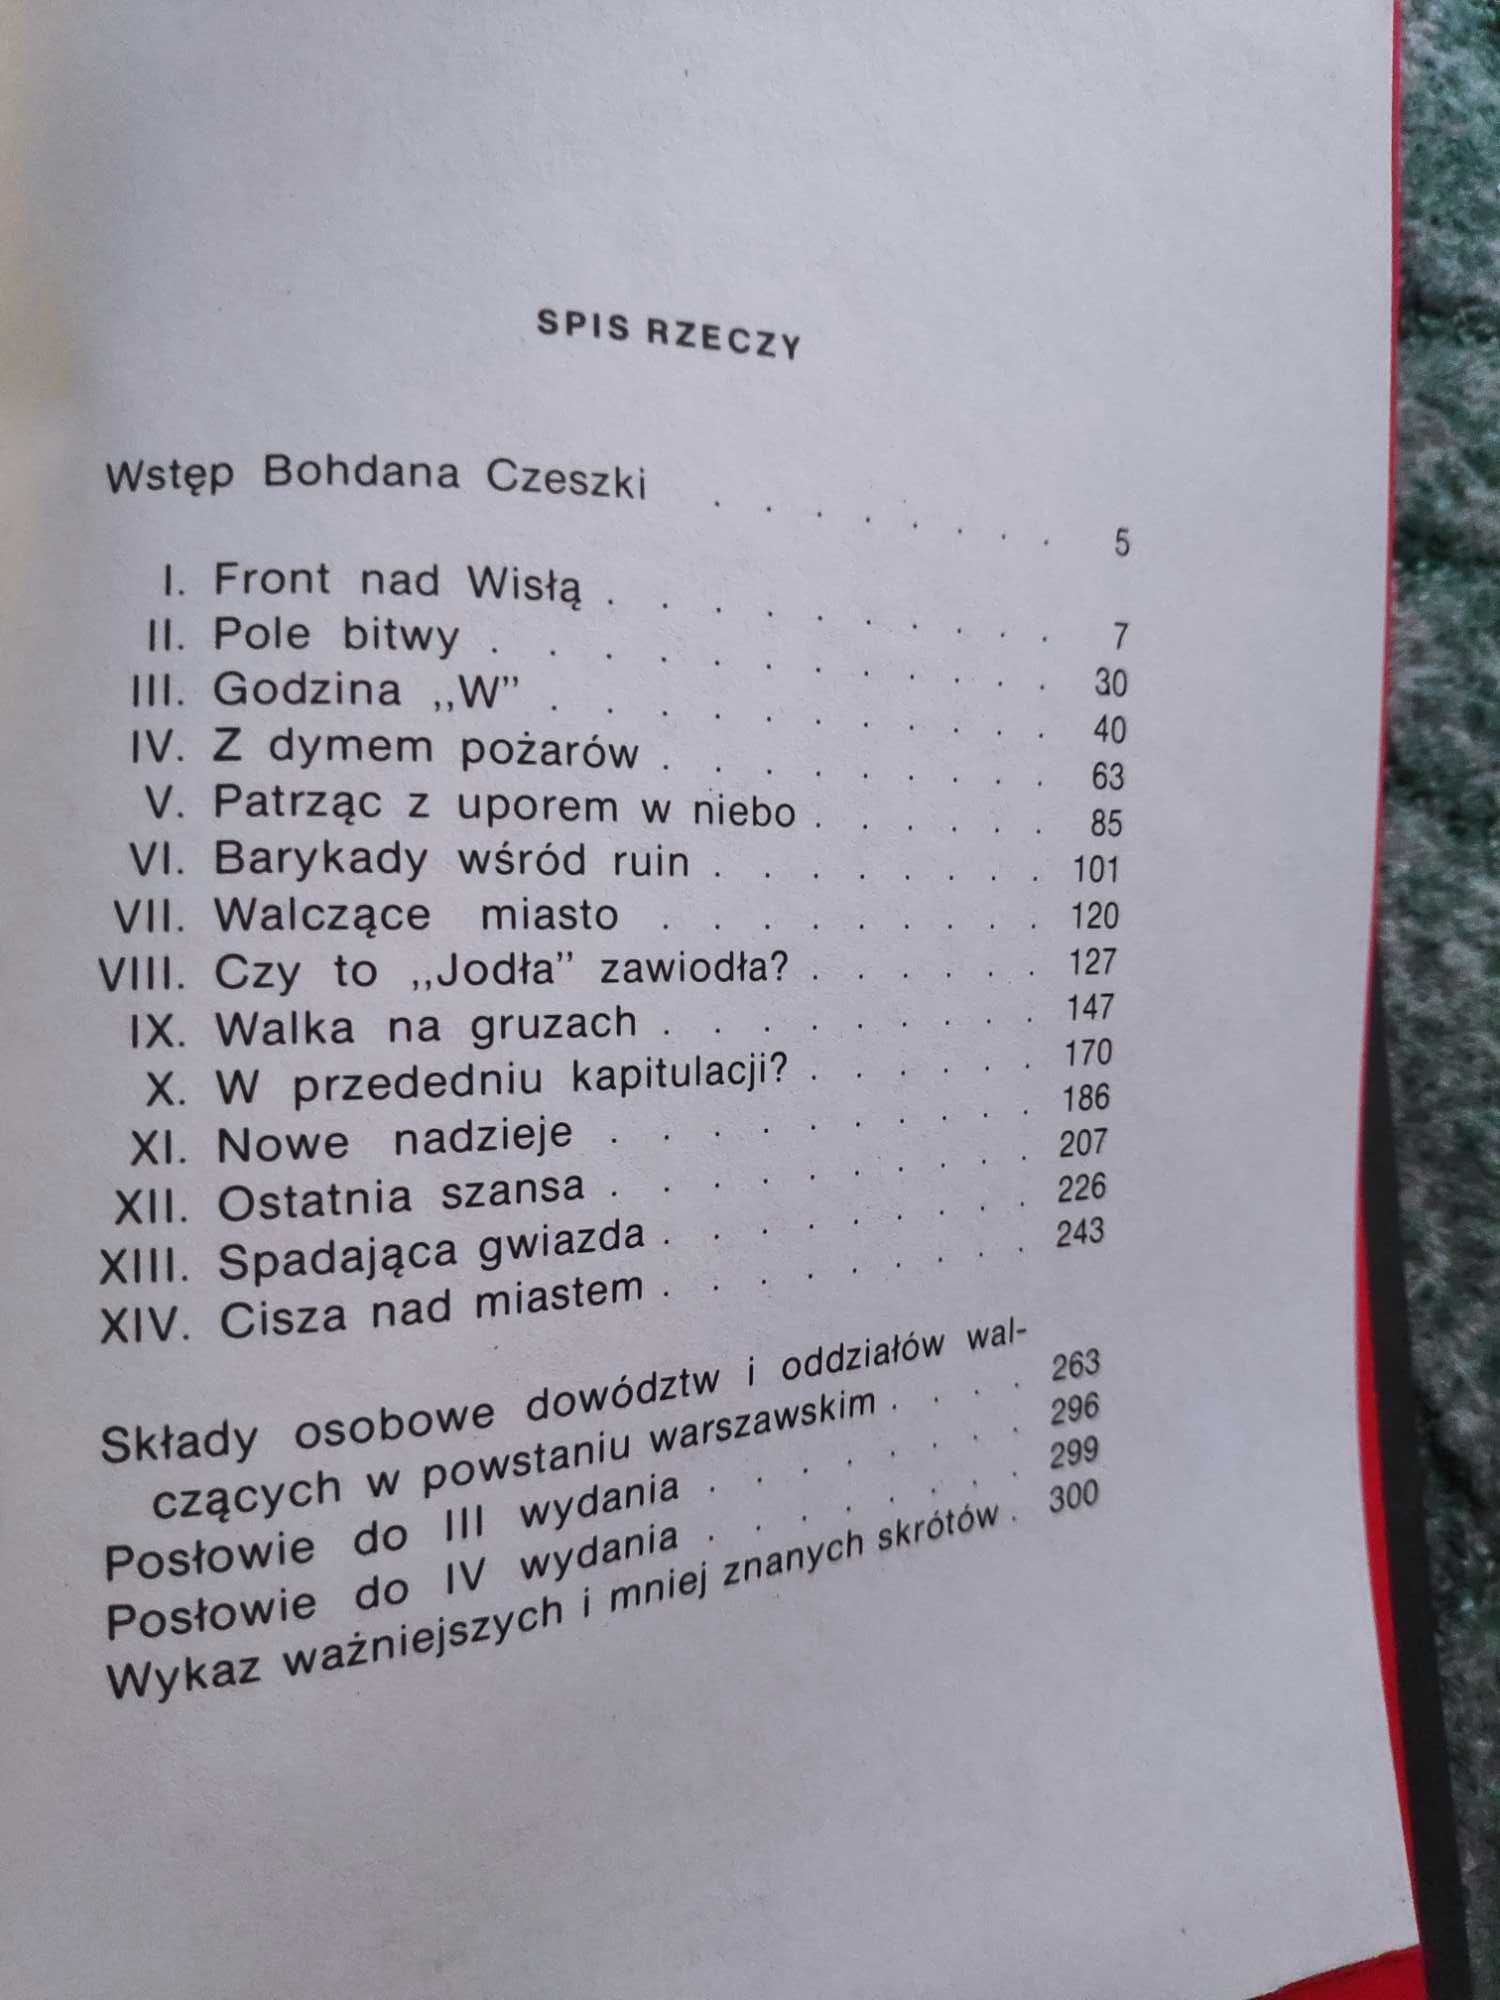 SPIS RZECZY
Wstęp Bohdana Czeszki . . . . . . . . 5
I. Front nad Wisłą . . . . . . . . . 7
II. Pole bitwy . . . . . . . . . . . 30
III. Godzina ,,W" . . . . . . . . . . 40
IV. Z dymem pożarów . . . . . . . . 63
V. Patrząc z uporem w niebo . . . . . . 85
VI. Barykady wśród ruin . . . . . . . 101
VII. Walczące miasto . . . . . . . . 120
VIII. Czy to ,,Jodła" zawiodła? . . . . . . 127
IX. Walka na gruzach . . . . . . . . 147
X. W przededniu kapitulacji? . . . . . . 170
XI. Nowe nadzieje . . . . . . . . . 186
XII. Ostatnia szansa . . . . . . . . . 207
XIII. Spadająca gwiazda . . . . . . . . 226
XIV. Cisza nad miastem . . . . . . . . 243
Składy osobowe dowództw i oddziałów wal-
czących w powstaniu warszawskim . . . . 263
Posłowie do III wydania . . . . . . . 296
Posłowie do IV wydania . . . . . . . 299
Wykaz ważniejszych i mniej znanych skrótów . 300